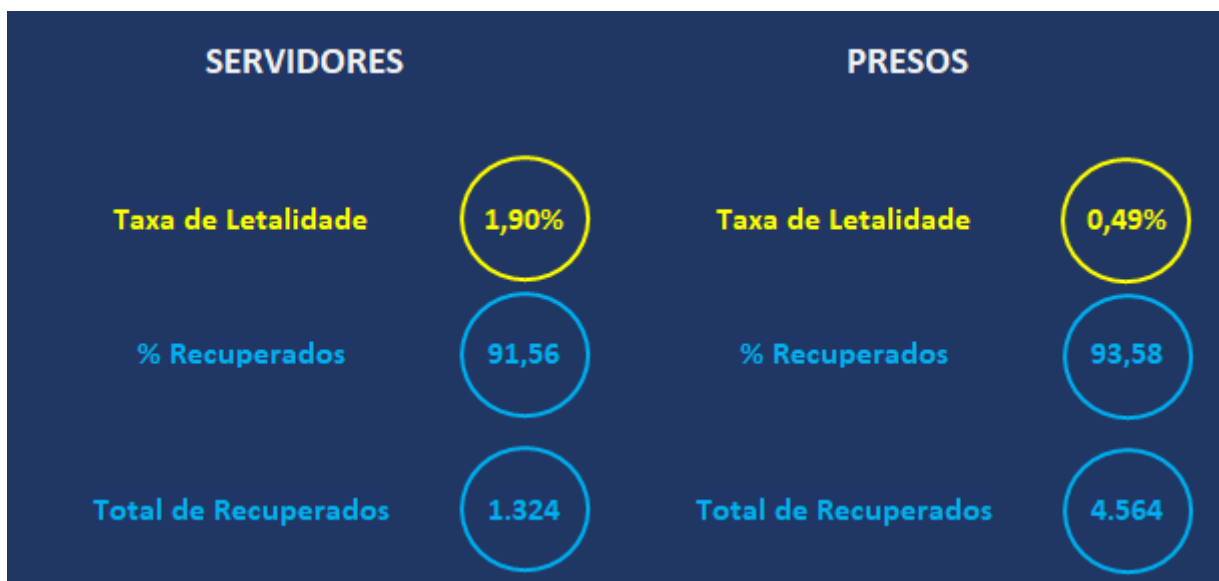 SERVIDORES
Taxa de Letalidade 1,90%
% Recuperados 91,56
Total de Recuperados 1.324
PRESOS
Taxa de Letalidade 0,49%
% Recuperados 93,58
Total de Recuperados 4.564